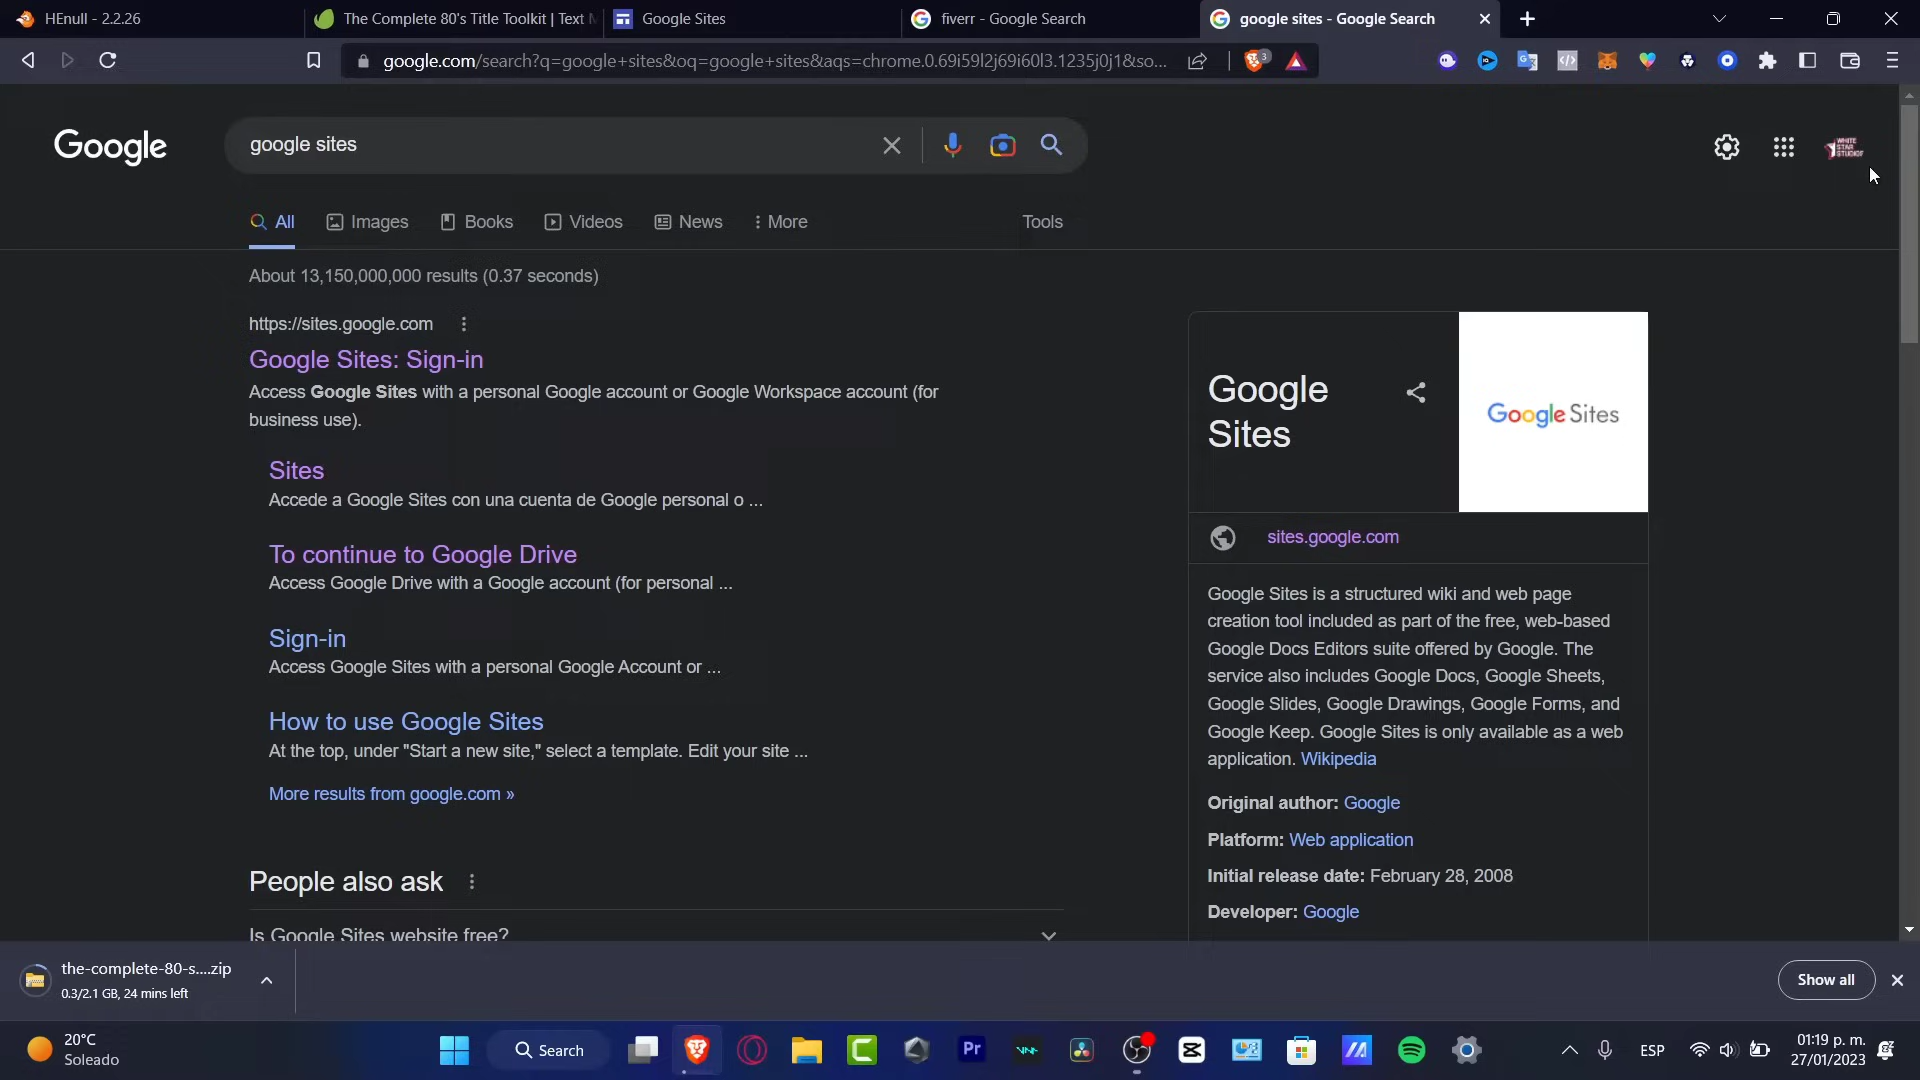 HEnull - 2.2.26
The Complete 80's Title Toolkit | Text
Google Sites
fiverr - Google Search
google sites - Google Search
google.com/search?q=google+sites&oq=google+sites&aqs=chrome.0.69i59l2j69i60l3.1235j0j1&so...
3
Google
google sites
WHITE
STAR
STUDIOS
All
Images
Books
Videos
News
More
Tools
About 13,150,000,000 results (0.37 seconds)
https://sites.google.com
Google Sites: Sign-in
Access Google Sites with a personal Google account or Google Workspace account (for
business use).
Sites
Accede a Google Sites con una cuenta de Google personal o ...
To continue to Google Drive
Access Google Drive with a Google account (for personal ...
Sign-in
Access Google Sites with a personal Google Account or ...
How to use Google Sites
At the top, under "Start a new site," select a template. Edit your site ...
More results from google.com »
People also ask
Is Google Sites website free?
Google
Sites
Google Sites
sites.google.com
Google Sites is a structured wiki and web page
creation tool included as part of the free, web-based
Google Docs Editors suite offered by Google. The
service also includes Google Docs, Google Sheets,
Google Slides, Google Drawings, Google Forms, and
Google Keep. Google Sites is only available as a web
application. Wikipedia
Original author: Google
Platform: Web application
Initial release date: February 28, 2008
Developer: Google
the-complete-80-s....zip
0.3/2.1 GB, 24 mins left
Show all
20°C
Soleado
Search
Pr
ESP
01:19 p. m.
27/01/2023